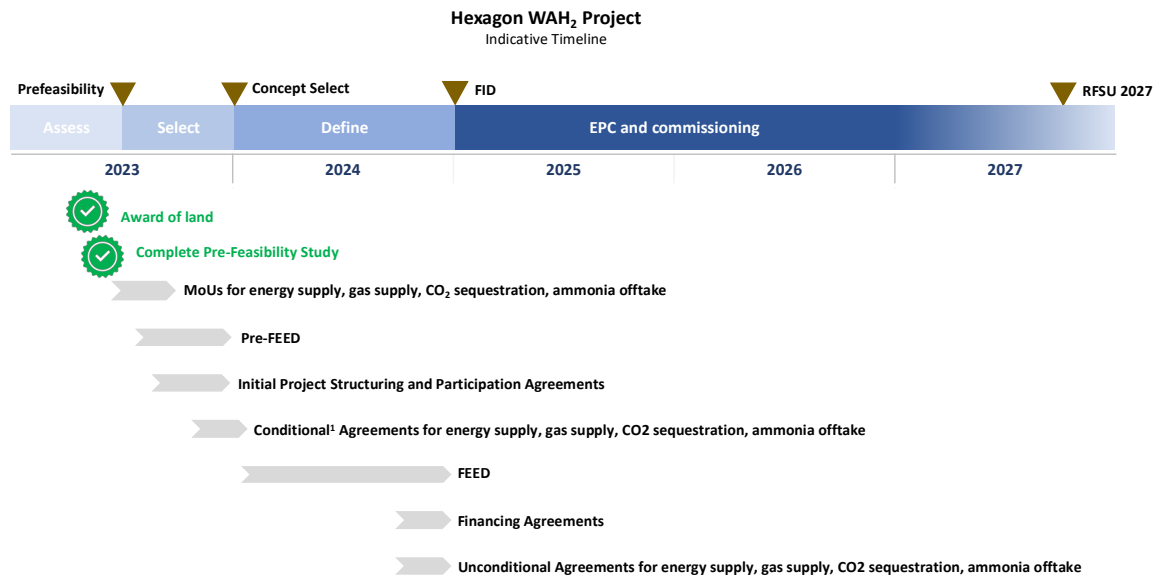 Hexagon WAH₂ Project
Indicative Timeline
Prefeasibility
Concept Select
FID
RFSU 2027
Assess
Select
Define
EPC and commissioning
2023
2024
2025
2026
2027
Award of land
Complete Pre-Feasibility Study
MoUs for energy supply, gas supply, CO₂ sequestration, ammonia offtake
Pre-FEED
Initial Project Structuring and Participation Agreements
Conditional¹ Agreements for energy supply, gas supply, CO2 sequestration, ammonia offtake
FEED
Financing Agreements
Unconditional Agreements for energy supply, gas supply, CO2 sequestration, ammonia offtake